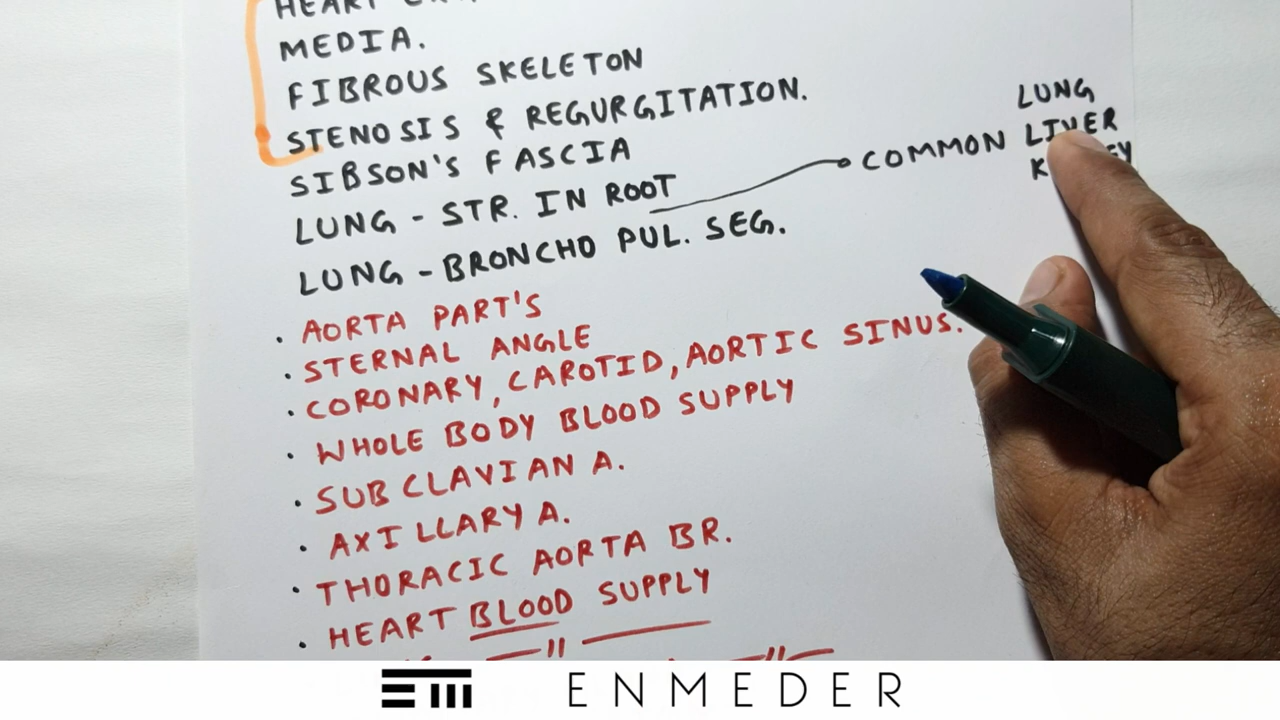 HEART
MEDIA.
FIBROUS SKELETON
STENOSIS & REGURGITATION.
SIBSON'S FASCIA
LUNG - STR. IN ROOT
COMMON
LUNG
LIVER
LUNG - BRONCHO PUL. SEG.
• AORTA PART'S
• STERNAL ANGLE
• CORONARY, CAROTID, AORTIC SINUS.
• WHOLE BODY BLOOD SUPPLY
• SUBCLAVIAN A.
• AXILLARY A.
• THORACIC AORTA BR.
• HEART BLOOD SUPPLY
ENMEDER